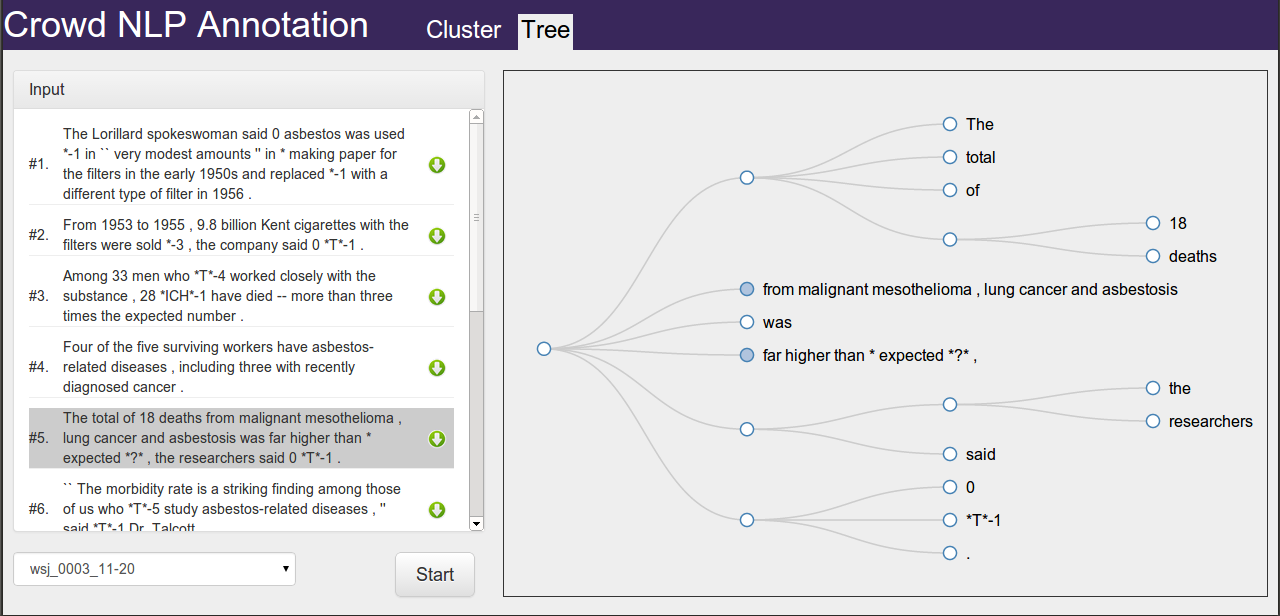 Crowd NLP Annotation
Cluster
Tree
Input
#1.
The Lorillard spokeswoman said 0 asbestos was used
*-1 in `` very modest amounts '' in * making paper for
the filters in the early 1950s and replaced *-1 with a
different type of filter in 1956 .
#2.
From 1953 to 1955 , 9.8 billion Kent cigarettes with the
filters were sold *-3 , the company said 0 *T*-1 .
#3.
Among 33 men who *T*-4 worked closely with the
substance , 28 *ICH*-1 have died -- more than three
times the expected number .
#4.
Four of the five surviving workers have asbestos-
related diseases , including three with recently
diagnosed cancer .
#5.
The total of 18 deaths from malignant mesothelioma ,
lung cancer and asbestosis was far higher than *
expected *?* , the researchers said 0 *T*-1 .
#6.
`` The morbidity rate is a striking finding among those
of us who *T*-5 study asbestos-related diseases , ''
said *T*-1 Dr. Talcott
wsj_0003_11-20
Start
The
total
of
18
deaths
from malignant mesothelioma , lung cancer and asbestosis
was
far higher than * expected *?* ,
the
researchers
said
0
*T*-1
.